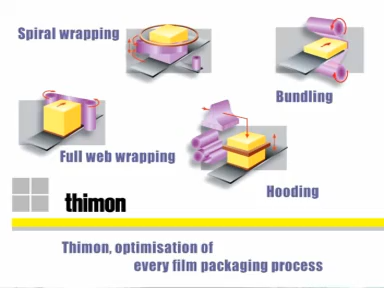 Spiral wrapping
Bundling
Full web wrapping
Hooding
thimon
Thimon, optimisation of
every film packaging process